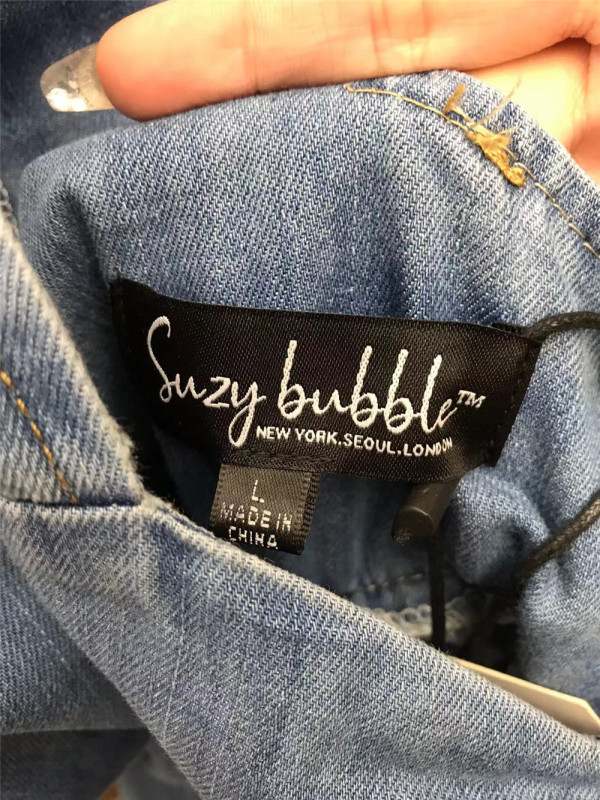 Suzy bubble™
NEW YORK.SEOUL.LONDON
L
MADE IN
CHINA